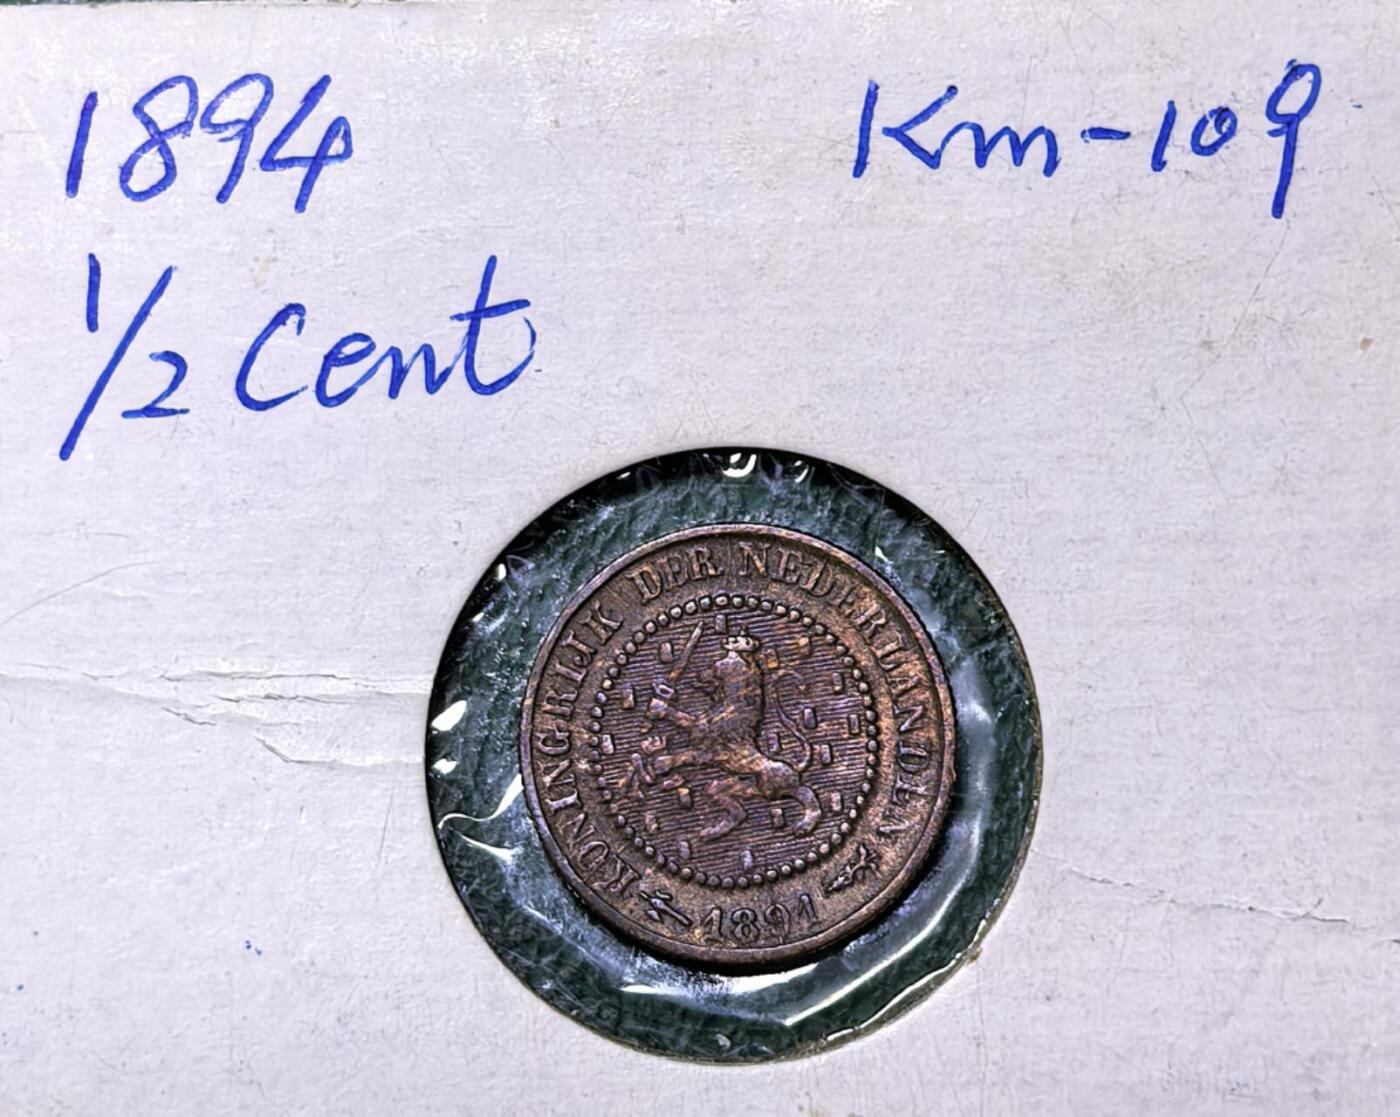 1894
Km-109
1/2 Cent
KONINGRIJK DER NEDERLANDEN
1891